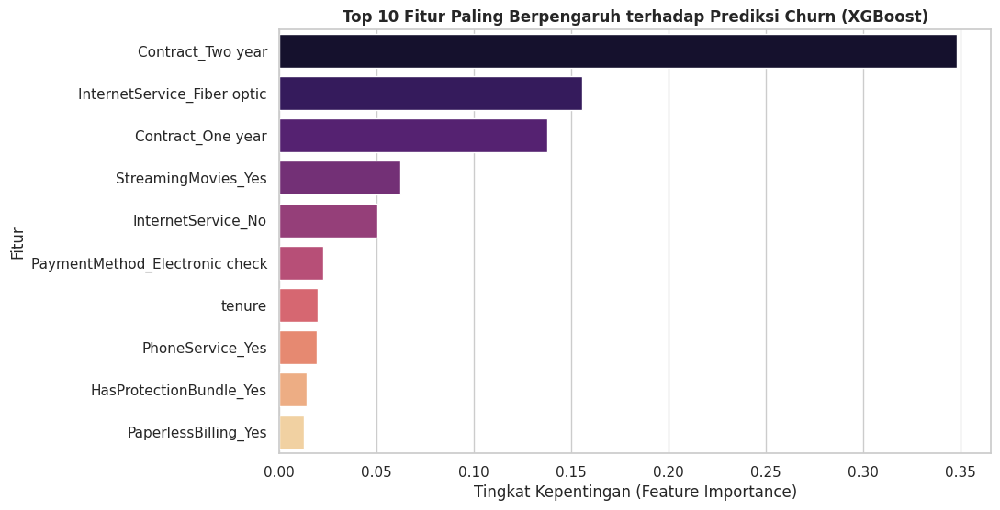 Top 10 Fitur Paling Berpengaruh terhadap Prediksi Churn (XGBoost)
Fitur
Contract_Two year
InternetService_Fiber optic
Contract_One year
StreamingMovies_Yes
InternetService_No
PaymentMethod_Electronic check
tenure
PhoneService_Yes
HasProtectionBundle_Yes
PaperlessBilling_Yes
0.00 0.05 0.10 0.15 0.20 0.25 0.30 0.35
Tingkat Kepentingan (Feature Importance)